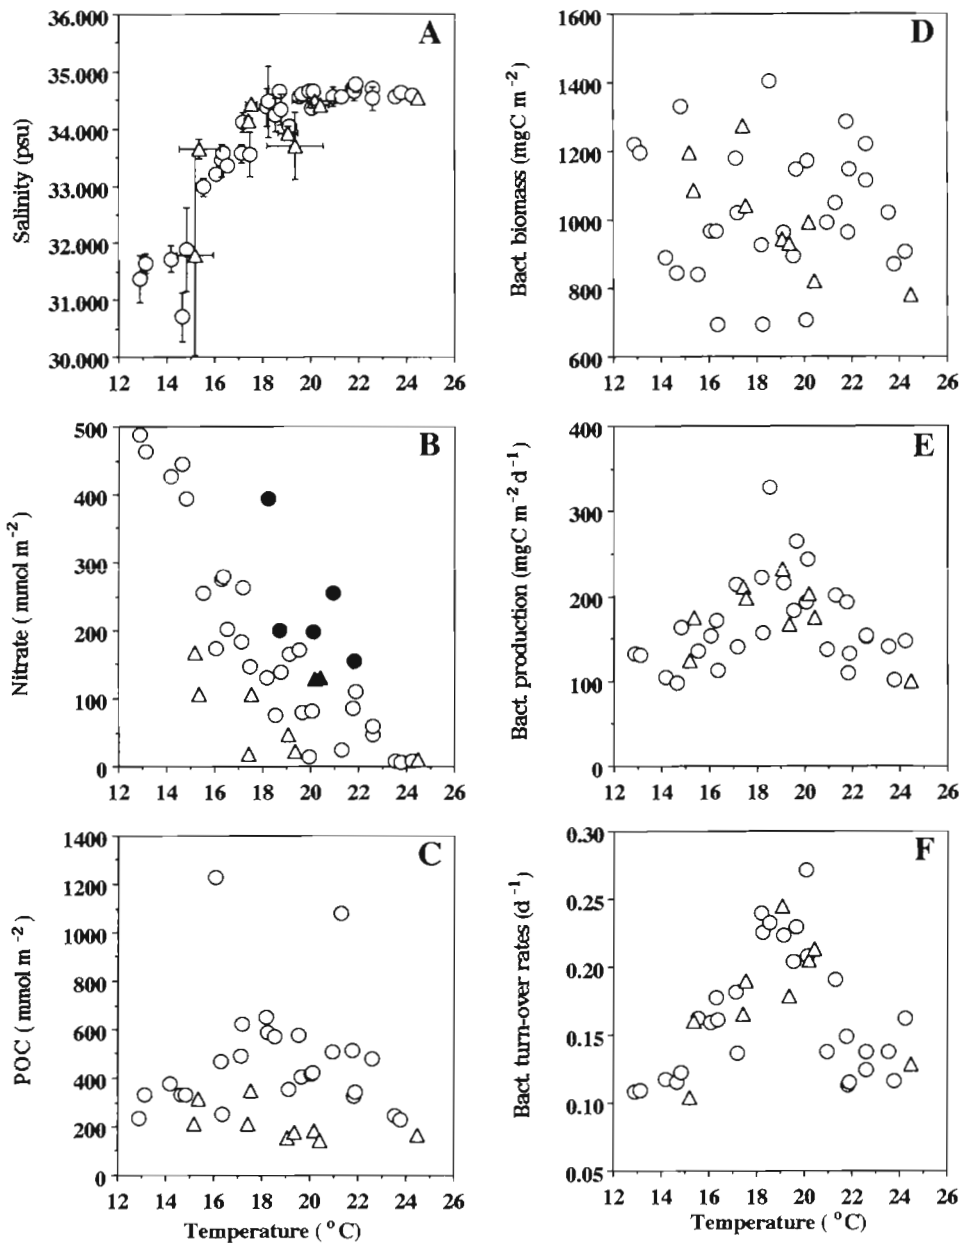 A
Salinity (psu)
36.000
35.000
34.000
33.000
32.000
31.000
30.000
12 14 16 18 20 22 24 26
B
Nitrate ( mmol m⁻²)
500
400
300
200
100
0
12 14 16 18 20 22 24 26
C
POC ( mmol m⁻²)
1400
1200
1000
800
600
400
200
0
12 14 16 18 20 22 24 26
Temperature ( °C)
D
Bact. biomass (mgC m⁻²)
1600
1400
1200
1000
800
600
12 14 16 18 20 22 24 26
E
Bact. production (mgC m⁻² d⁻¹)
400
300
200
100
0
12 14 16 18 20 22 24 26
F
Bact. turn-over rates (d⁻¹)
0.30
0.25
0.20
0.15
0.10
0.05
12 14 16 18 20 22 24 26
Temperature ( °C)